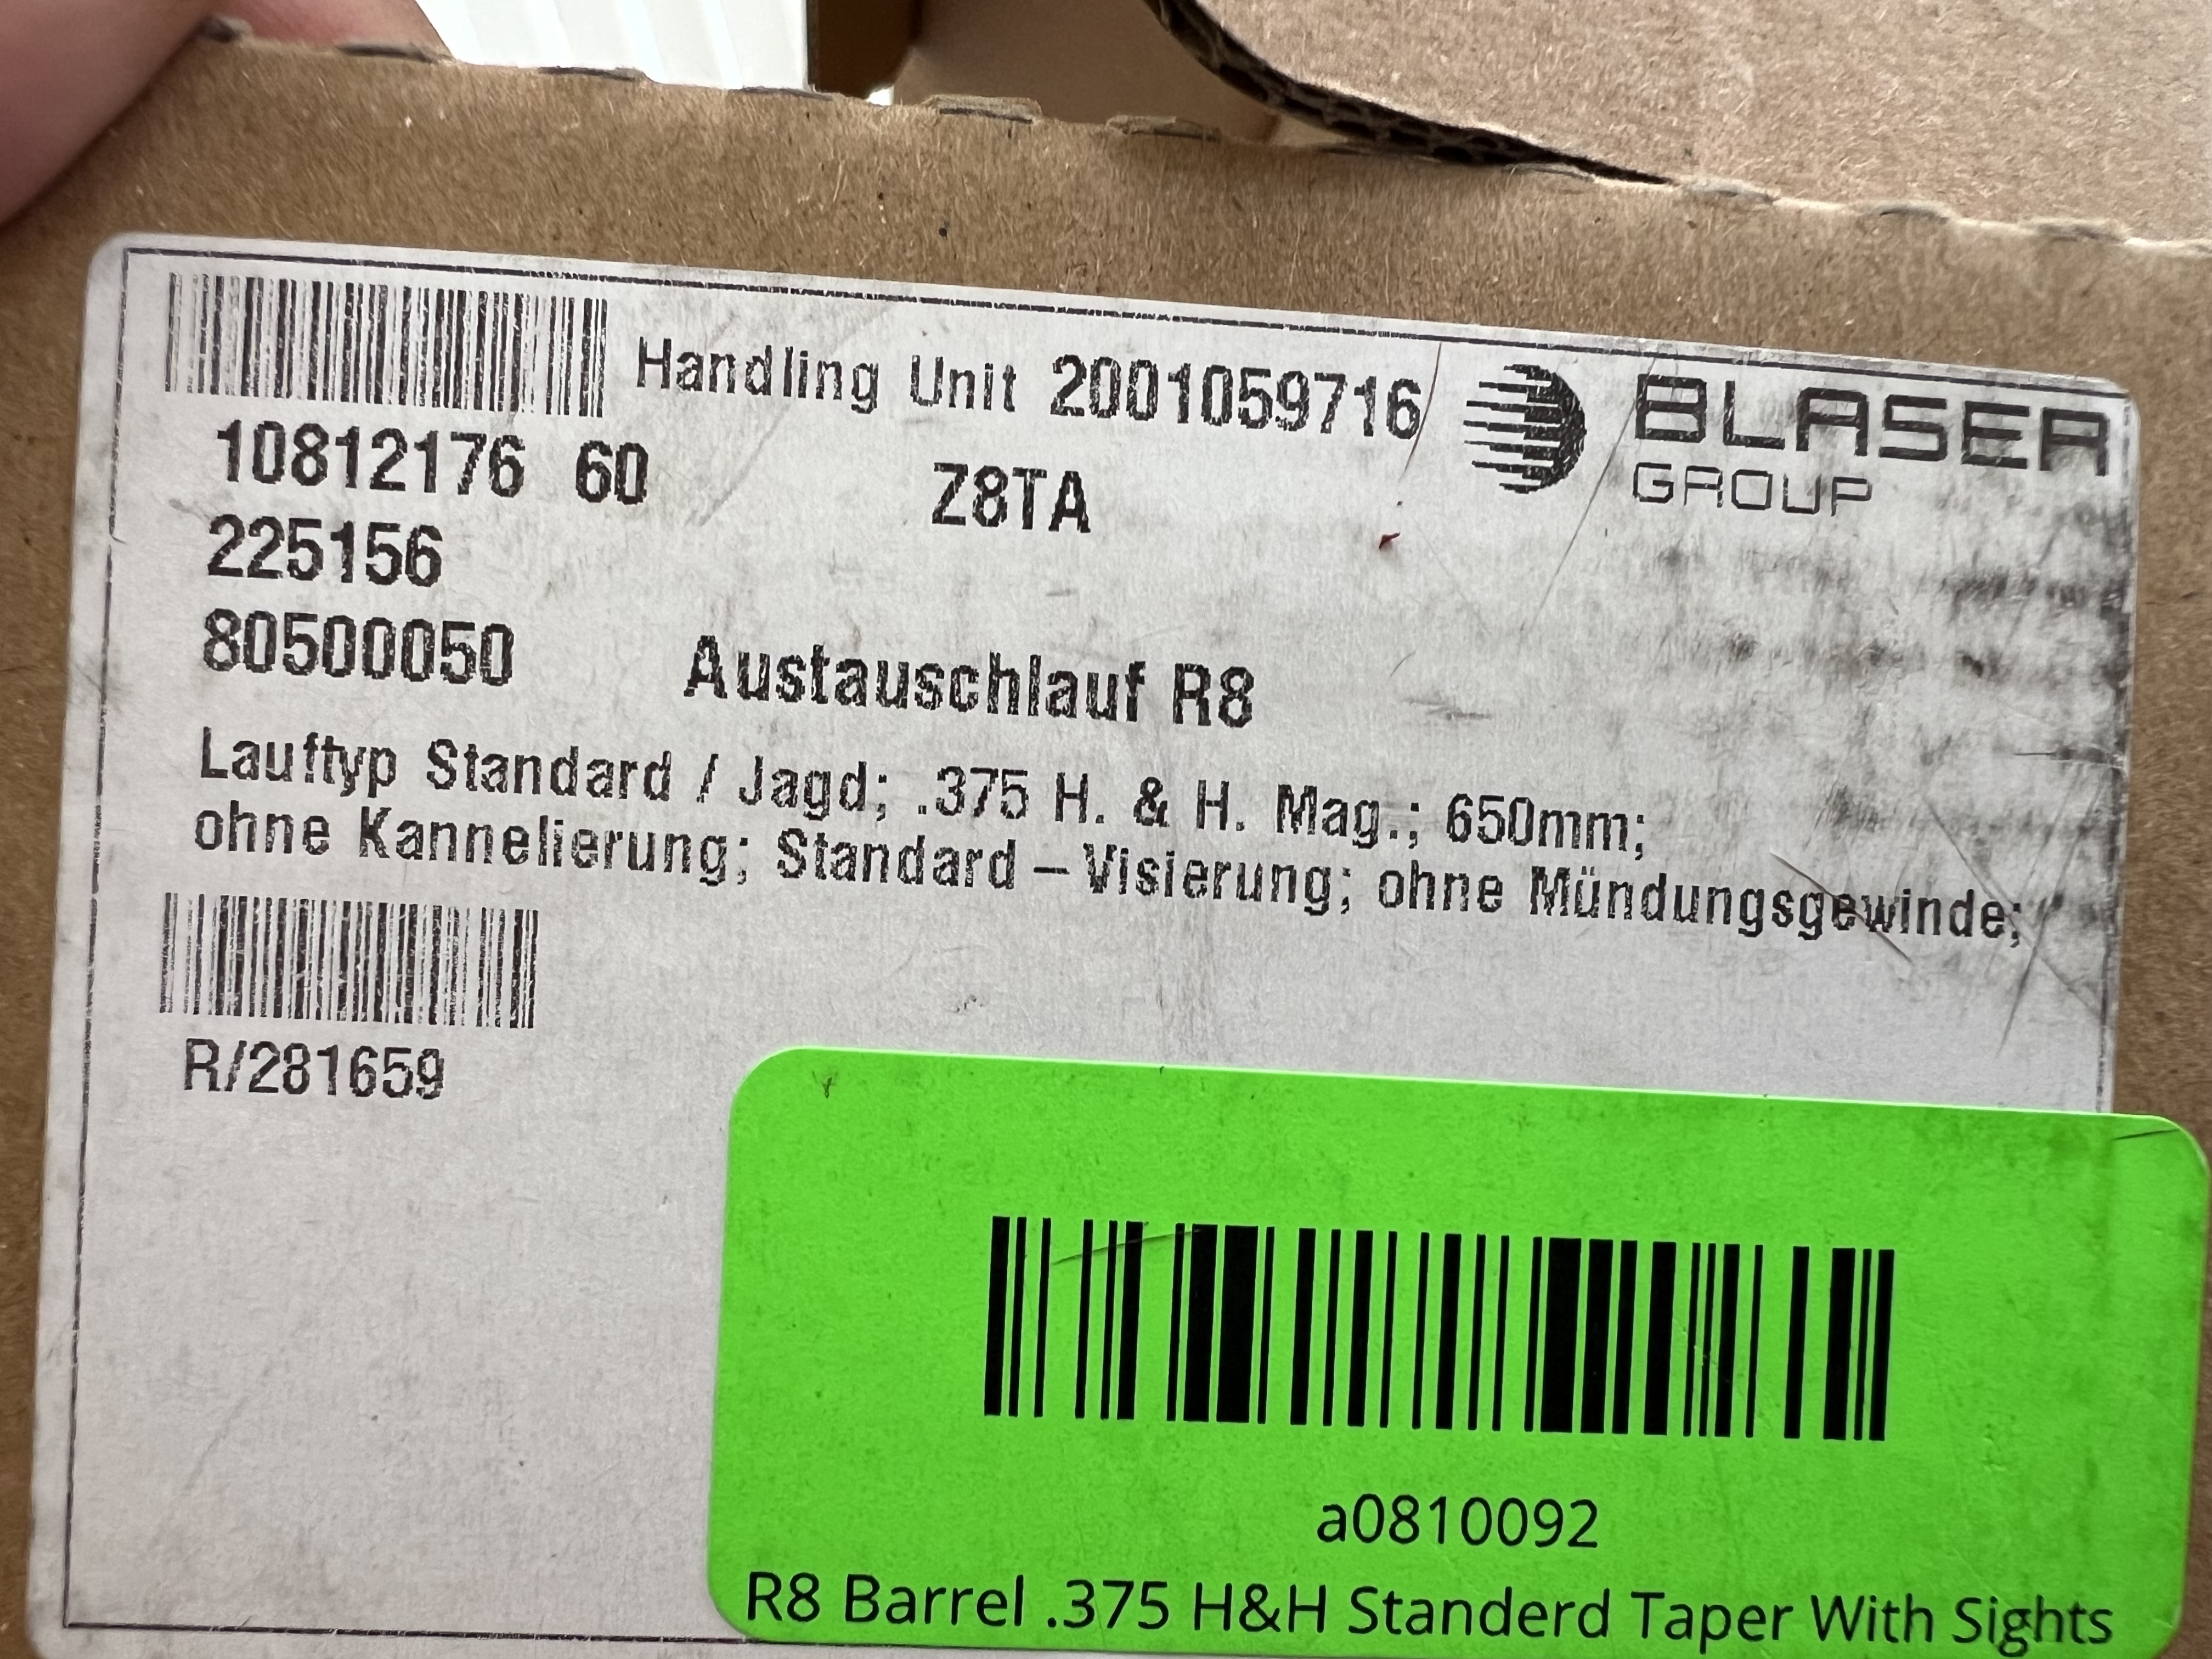 Handling Unit 2001059716
BLASER
GROUP
10812176 60
Z8TA
225156
80500050
Austauschlauf R8
Lauftyp Standard / Jagd; .375 H. & H. Mag.; 650mm;
ohne Kannelierung; Standard – Visierung; ohne Mündungsgewinde;
R/281659
a0810092
R8 Barrel .375 H&H Standerd Taper With Sights